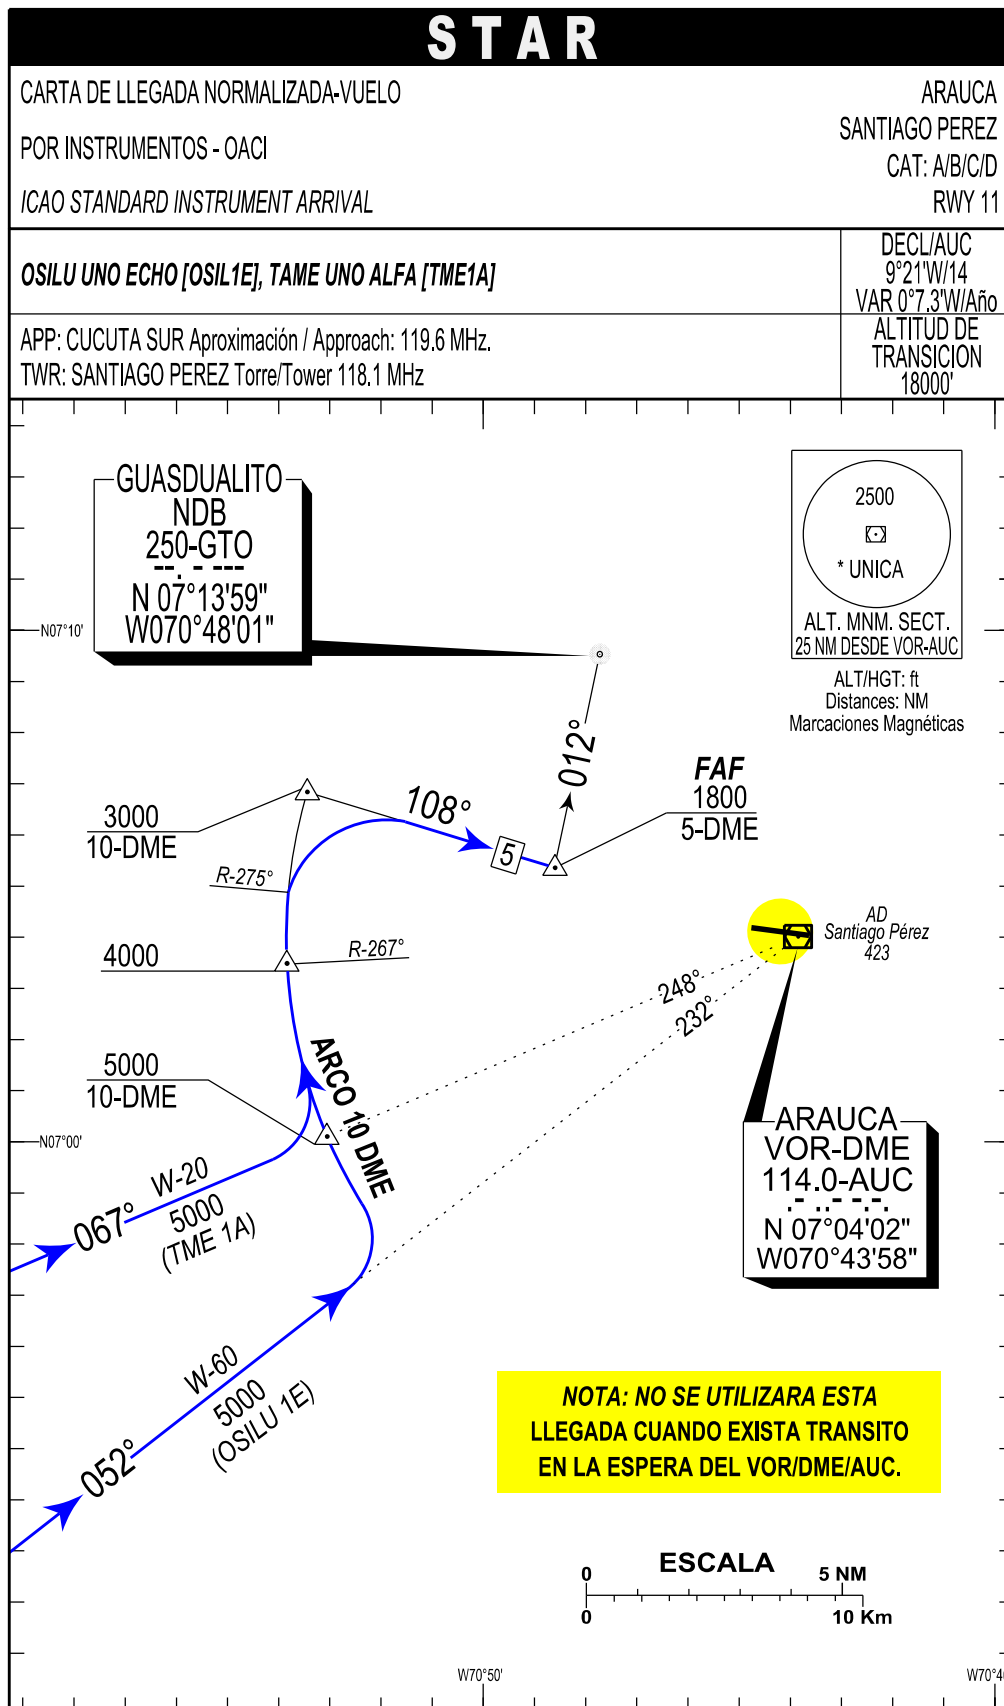 STAR
CARTA DE LLEGADA NORMALIZADA-VUELO
POR INSTRUMENTOS - OACI
ICAO STANDARD INSTRUMENT ARRIVAL
ARAUCA
SANTIAGO PEREZ
CAT: A/B/C/D
RWY 11
OSILU UNO ECHO [OSIL1E], TAME UNO ALFA [TME1A]
DECL/AUC
9°21'W/14
VAR 0°7.3'W/Año
APP: CUCUTA SUR Aproximación / Approach: 119.6 MHz.
TWR: SANTIAGO PEREZ Torre/Tower 118.1 MHz
ALTITUD DE
TRANSICION
18000'
GUASDUALITO
NDB
250-GTO
N 07°13'59"
W070°48'01"
2500
* UNICA
ALT. MNM. SECT.
25 NM DESDE VOR-AUC
ALT/HGT: ft
Distances: NM
Marcaciones Magnéticas
N07°10'
012°
FAF
1800
5-DME
3000
10-DME
108°
5
R-275°
AD
Santiago Pérez
423
4000
R-267°
248°
232°
5000
10-DME
ARCO 10 DME
N07°00'
ARAUCA
VOR-DME
114.0-AUC
N 07°04'02"
W070°43'58"
067°
W-20
5000
(TME 1A)
052°
W-60
5000
(OSILU 1E)
NOTA: NO SE UTILIZARA ESTA
LLEGADA CUANDO EXISTA TRANSITO
EN LA ESPERA DEL VOR/DME/AUC.
ESCALA
0 5 NM
0 10 Km
W70°50'